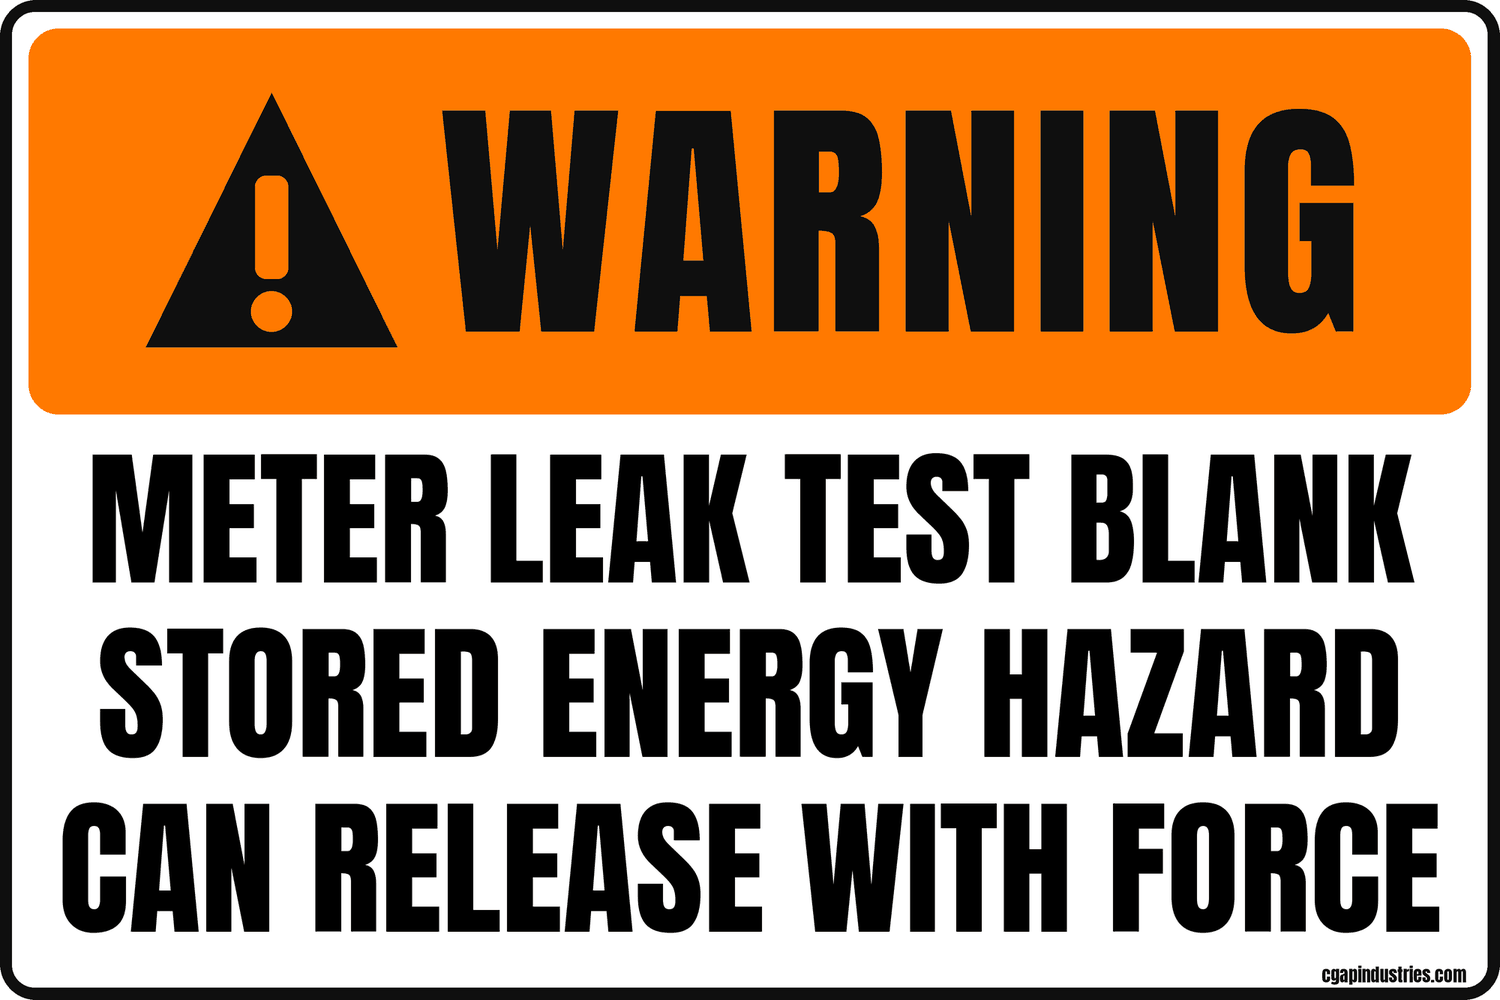 WARNING
METER LEAK TEST BLANK
STORED ENERGY HAZARD
CAN RELEASE WITH FORCE
cgapindustries.com